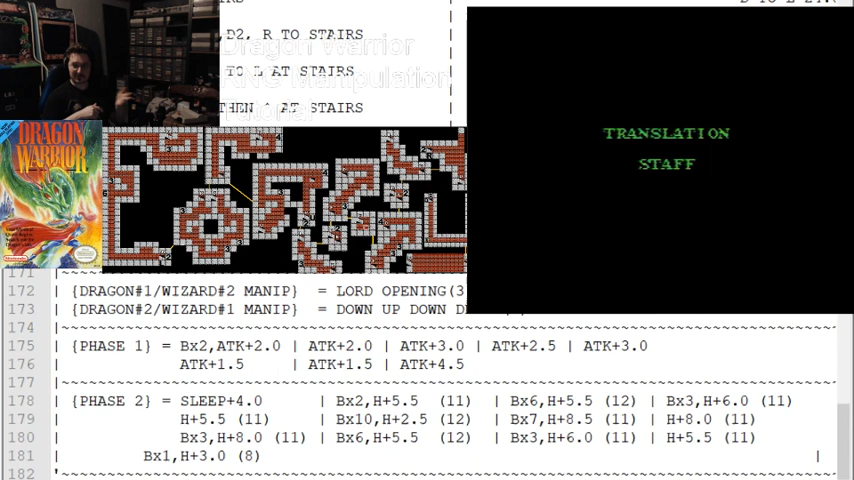 ,D2, R TO STAIRS
TO L AT STAIRS
THEN ^ AT STAIRS
Dragon Warrior
RNG Manipulation
Tutorial
DRAGON
WARRIOR
Nintendo
TRANSLATION
STAFF
171
172 | {DRAGON#1/WIZARD#2 MANIP} = LORD OPENING(3
173 | {DRAGON#2/WIZARD#1 MANIP} = DOWN UP DOWN
174
175 | {PHASE 1} = Bx2,ATK+2.0 | ATK+2.0 | ATK+3.0 | ATK+2.5 | ATK+3.0
176 | ATK+1.5 | ATK+1.5 | ATK+4.5
177
178 | {PHASE 2} = SLEEP+4.0 | Bx2,H+5.5 (11) | Bx6,H+5.5 (12) | Bx3,H+6.0 (11)
179 | H+5.5 (11) | Bx10,H+2.5 (12) | Bx7,H+8.5 (11) | H+8.0 (11)
180 | Bx3,H+8.0 (11) | Bx6,H+5.5 (12) | Bx3,H+6.0 (11) | H+5.5 (11)
181 | Bx1,H+3.0 (8) |
182